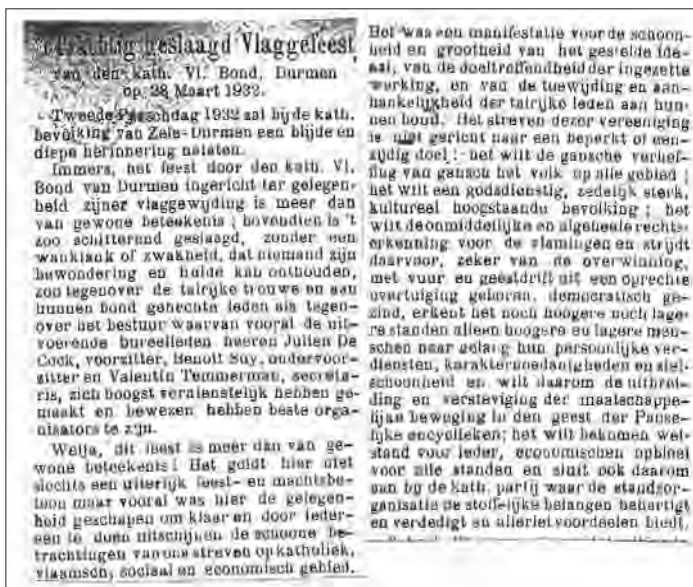 Prachtig geslaagd Vlaggefeest
van den kath. Vl. Bond, Durmen
op 28 Maart 1932.
Tweede Paaschdag 1932 zal bij de kath.
bevolking van Zele-Durmen een blijde en
diepe herinnering nalaten.
Immers, het feest door den kath. Vl.
Bond van Durmen ingericht ter gelegen-
heid zijner vlaggewijding is meer dan
van gewone beteekenis; bovendien is 't
zoo schitterend geslaagd, zonder een
wanklank of zwakheid, dat niemand zijn
bewondering en hulde kan onthouden,
zoo tegenover de talrijke trouwe en aan
hunnen bond gehechte leden als tegen-
over het bestuur waarvan vooral de uit-
voerende bureelleden heeren Julien De
Cock, voorzitter, Benoit Suy, ondervoor-
zitter en Valentin Temmerman, secreta-
ris, zich hoogst verdienstelijk hebben ge-
maakt en bewezen hebben beste orga-
nisators te zijn.
Welja, dit feest is meer dan van ge-
wone beteekenis! Het geldt hier niet
slechts een uiterlijk feest- en machtsbe-
toon maar vooral was hier de gelegen-
heid geschapen om klaar en door ieder-
een te doen uitschijnen de schoone be-
trachtingen van ons streven op katholiek,
vlaamsch, sociaal en economisch gebied.
Het was een manifestatie voor de schoon-
heid en grootheid van het gestelde ide-
aal, van de doeltreffendheid der ingezette
werking, en van de toewijding en aan-
hankelijkheid der talrijke leden aan hun-
nen bond. Het streven dezer vereeniging
is niet gericht naar een beperkt of een-
zijdig doel: het wilt de gansche verhef-
fing van gansch het volk op alle gebied;
het wilt een godsdienstig, zedelijk sterk,
kultureel hoogstaande bevolking; het
wilt de onmiddelijke en algeheele rechts-
erkenning voor de vlamingen en strijdt
daarvoor, zeker van de overwinning,
met vuur en geestdrift uit een oprechte
overtuiging geboren, democratisch ge-
zind, erkent het noch hoogere noch lage-
re standen alleen hoogere en lagere men-
schen naar gelang hun persoonlijke ver-
diensten, karakterhoedanigheden en ziel-
schoonheid en wilt daarom de uitbrei-
ding en versteviging der maatschappe-
lijke beweging in den geest der Pause-
lijke encyclieken; het wilt bekomen wel-
stand voor ieder, economischen opbloei
voor alle standen en sluit ook daarom
aan bij de kath. partij waar de standsor-
ganisatie de stoffelijke belangen behartigt
en verdedigt en allerlei voordeelen biedt,